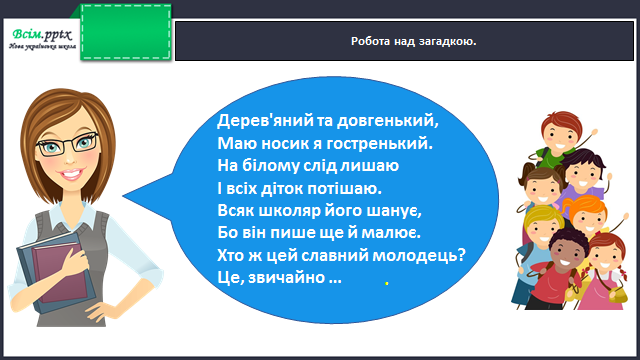 Всім.pptx
Нова українська школа
Робота над загадкою.
Дерев'яний та довгенький,
Маю носик я гостренький.
На білому слід лишаю
І всіх діток потішаю.
Всяк школяр його шанує,
Бо він пише ще й малює.
Хто ж цей славний молодець?
Це, звичайно ... .